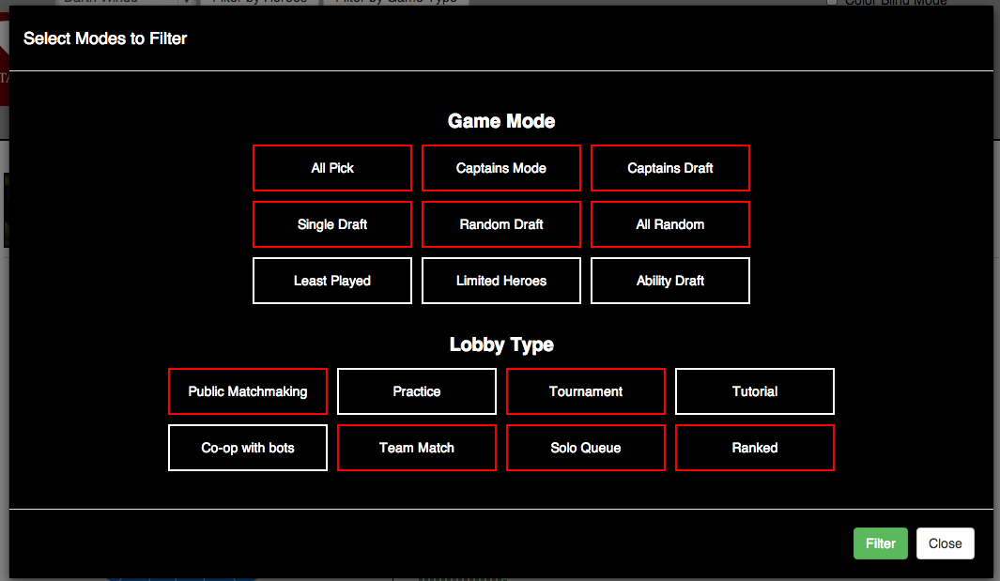 Filter by Heroes Filter by Game Type Color Blind Mode
Select Modes to Filter
Game Mode
All Pick Captains Mode Captains Draft
Single Draft Random Draft All Random
Least Played Limited Heroes Ability Draft
Lobby Type
Public Matchmaking Practice Tournament Tutorial
Co-op with bots Team Match Solo Queue Ranked
Filter Close